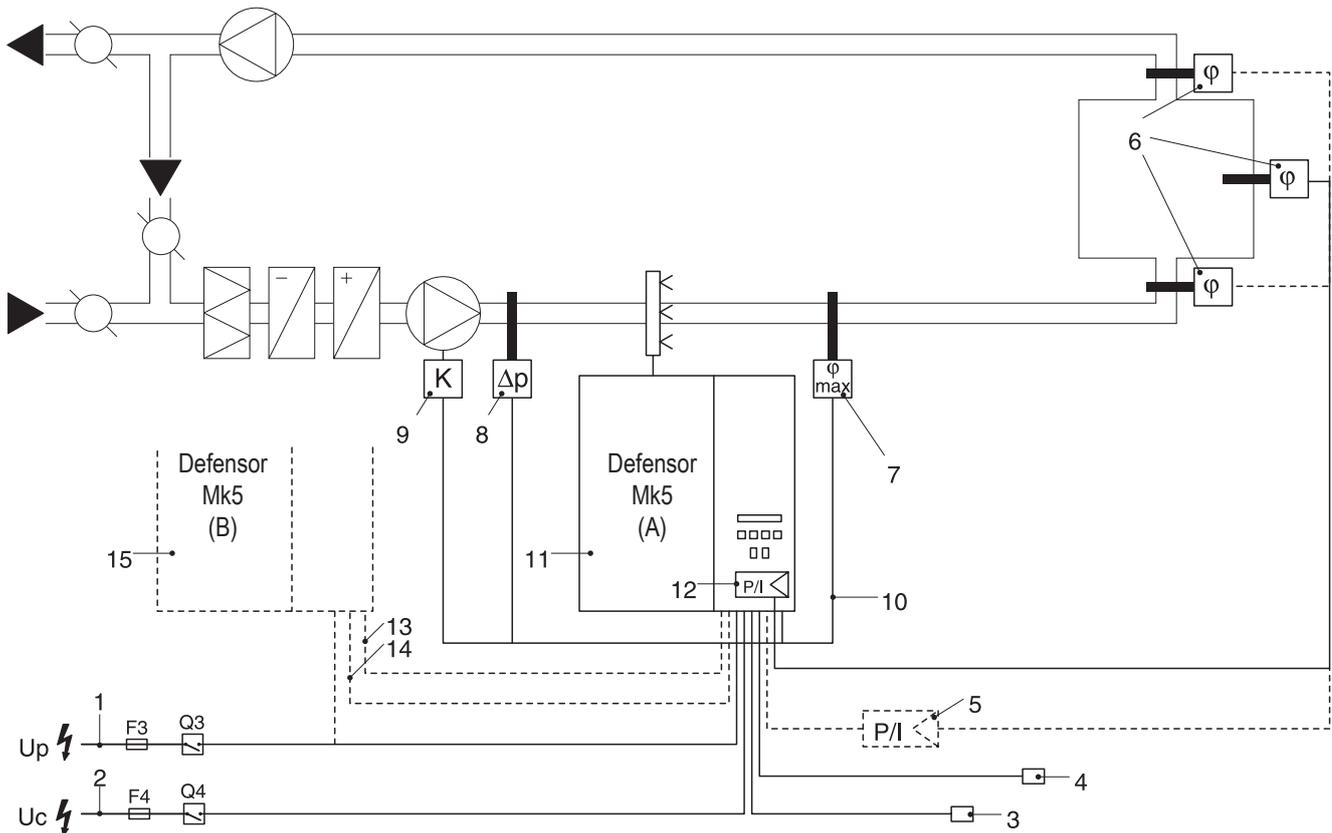 φ
6
φ
φ
−
+
K
Δp
φ
max
9
8
7
Defensor
Mk5
(B)
Defensor
Mk5
(A)
15
11
12
P/I
10
13
14
1
F3
Q3
5
Up
P/I
2
F4
Q4
4
Uc
3